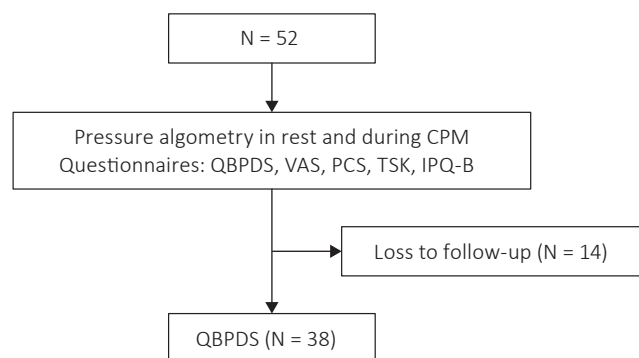 N = 52
Pressure algometry in rest and during CPM
Questionnaires: QBPDS, VAS, PCS, TSK, IPQ-B
Loss to follow-up (N = 14)
QBPDS (N = 38)